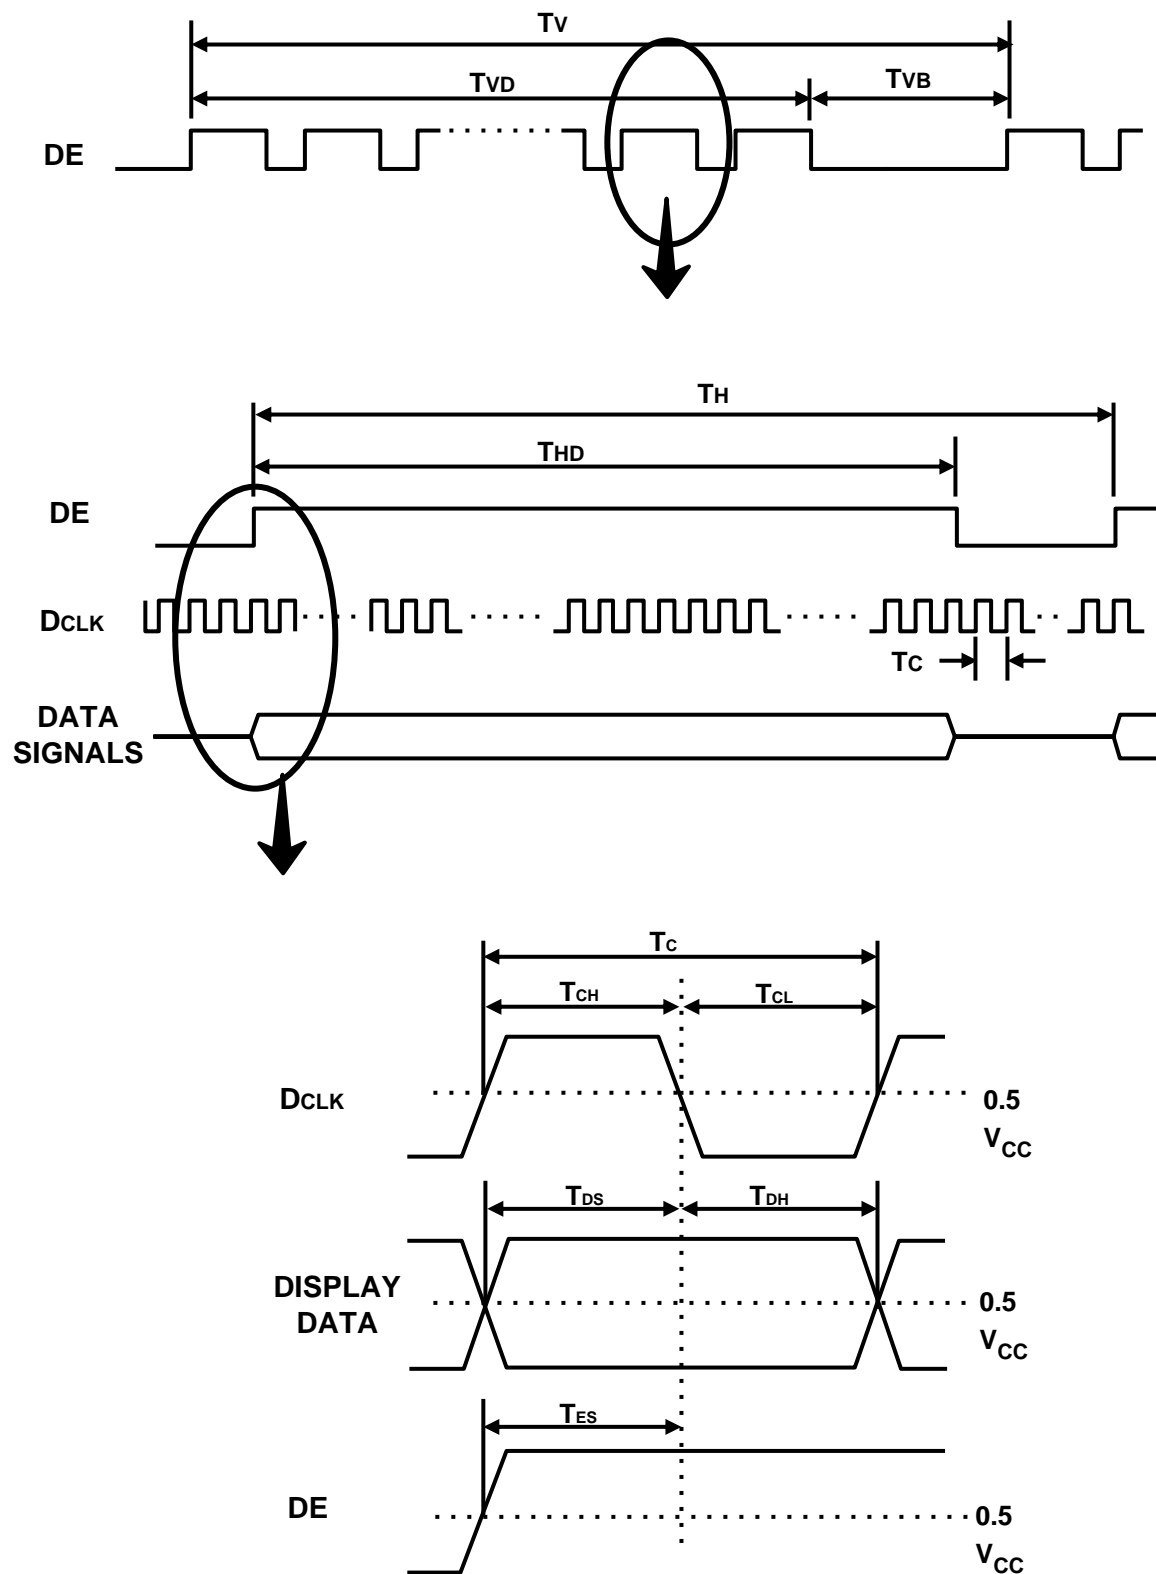 TV
TVD
TVB
DE
TH
THD
DE
DCLK
TC
DATA
SIGNALS
TC
TCH
TCL
DCLK
0.5
VCC
TDS
TDH
DISPLAY
DATA
0.5
VCC
TES
DE
0.5
VCC